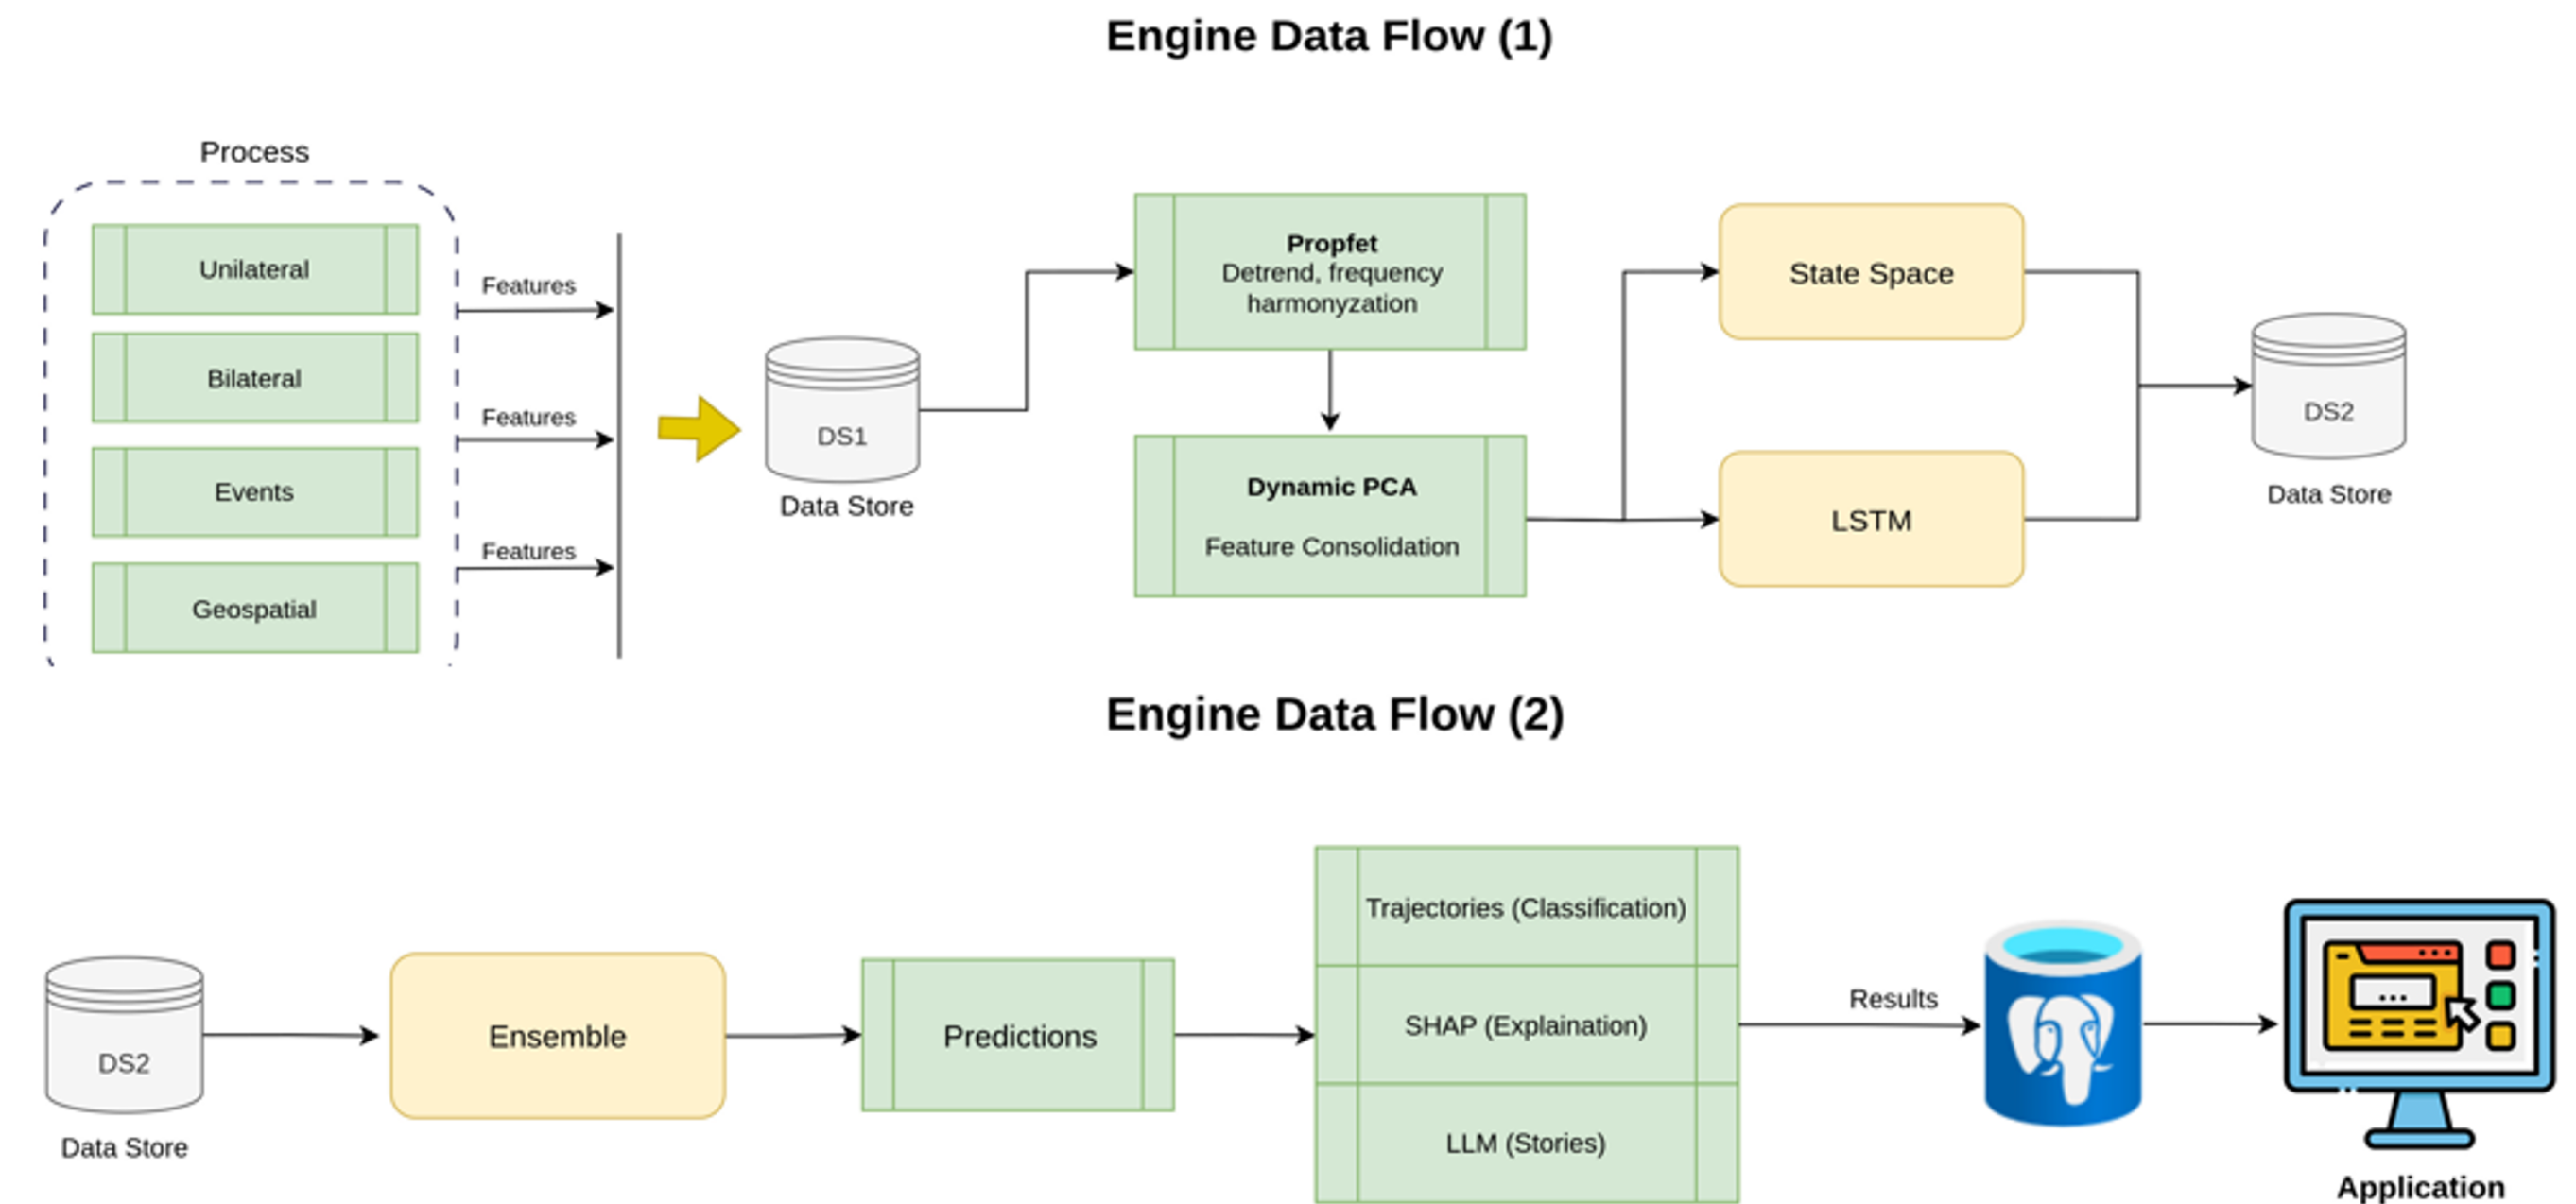 Engine Data Flow (1)
Process
Unilateral
Bilateral
Events
Geospatial
Features
Features
Features
DS1
Data Store
Propfet
Detrend, frequency
harmonyzation
Dynamic PCA
Feature Consolidation
State Space
LSTM
DS2
Data Store
Engine Data Flow (2)
DS2
Data Store
Ensemble
Predictions
Trajectories (Classification)
SHAP (Explaination)
LLM (Stories)
Results
Application